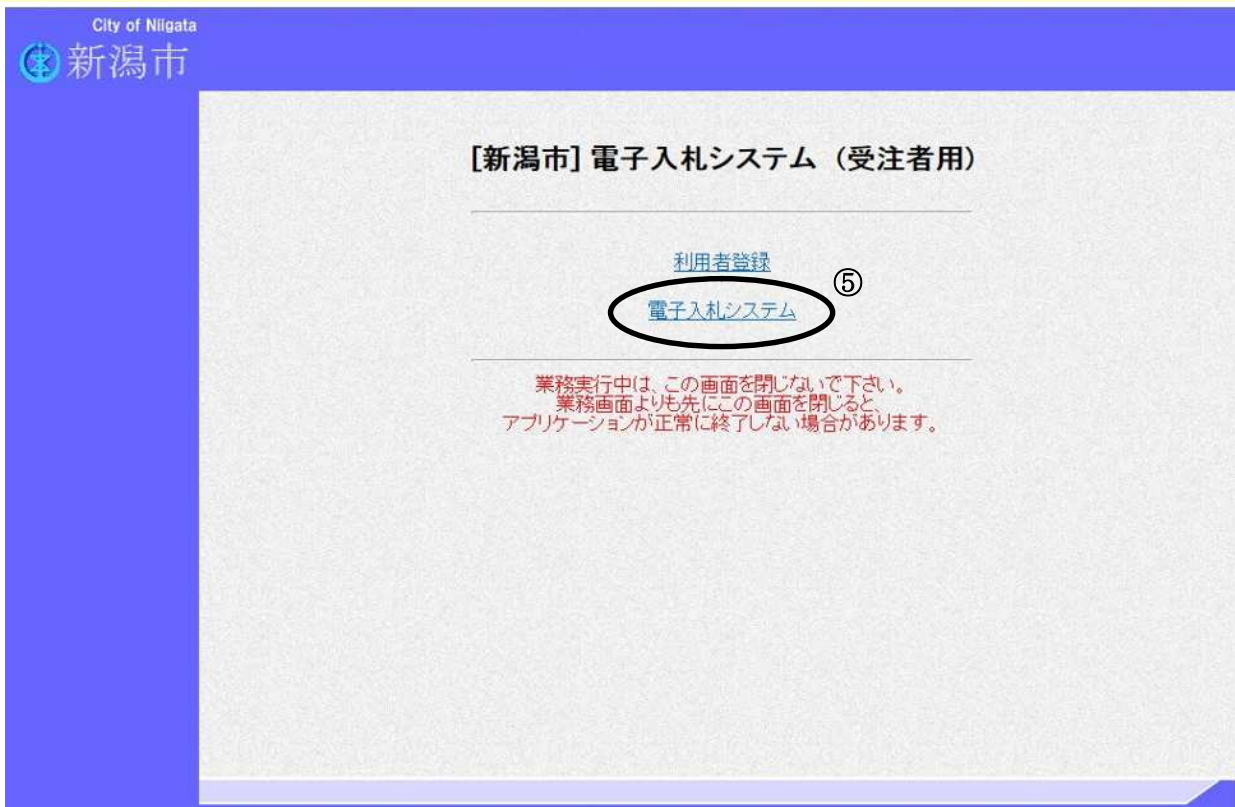 City of Niigata
新潟市
[新潟市] 電子入札システム（受注者用）
利用者登録
⑤
電子入札システム
業務実行中は、この画面を閉じないで下さい。
業務画面よりも先にこの画面を閉じると、
アプリケーションが正常に終了しない場合があります。